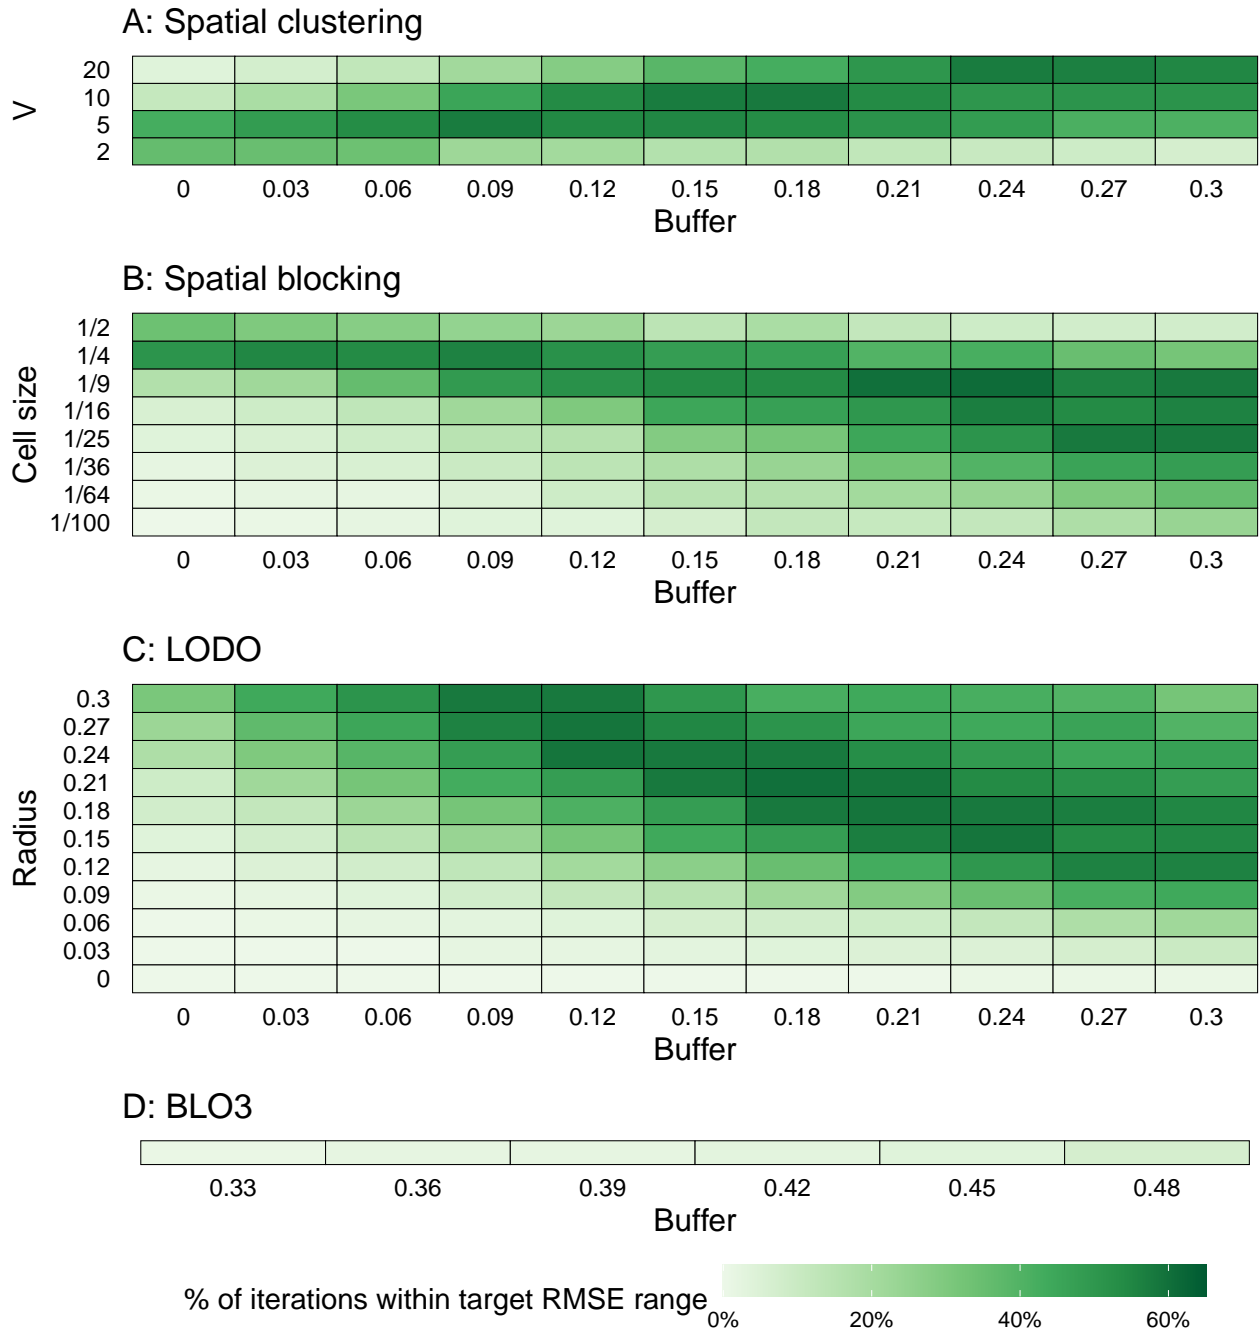 A: Spatial clustering
V
20
10
5
2
0 0.03 0.06 0.09 0.12 0.15 0.18 0.21 0.24 0.27 0.3
Buffer
B: Spatial blocking
Cell size
1/2
1/4
1/9
1/16
1/25
1/36
1/64
1/100
0 0.03 0.06 0.09 0.12 0.15 0.18 0.21 0.24 0.27 0.3
Buffer
C: LODO
Radius
0.3
0.27
0.24
0.21
0.18
0.15
0.12
0.09
0.06
0.03
0
0 0.03 0.06 0.09 0.12 0.15 0.18 0.21 0.24 0.27 0.3
Buffer
D: BLO3
0.33 0.36 0.39 0.42 0.45 0.48
Buffer
% of iterations within target RMSE range
0% 20% 40% 60%